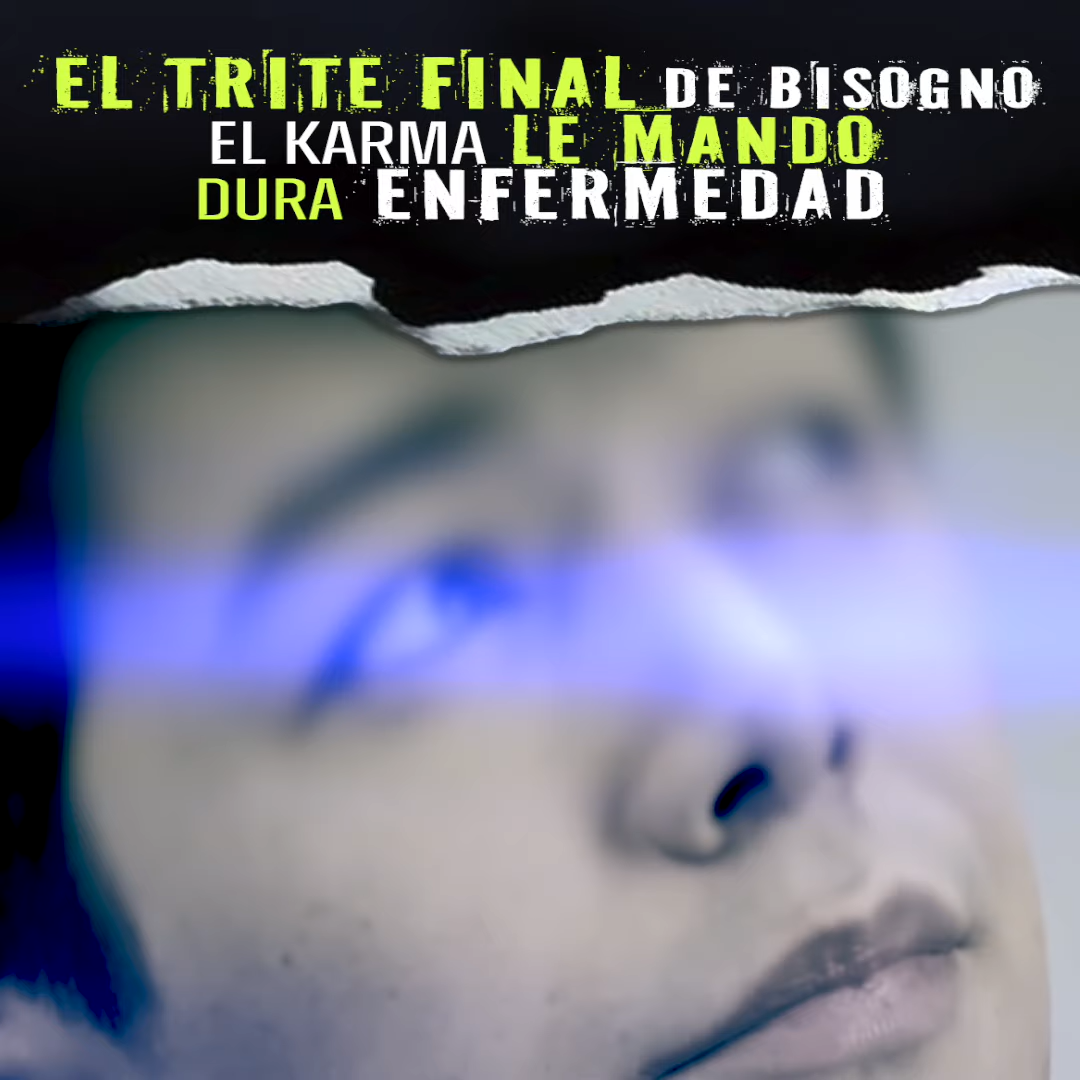 EL TRITE FINAL DE BISOGNO
EL KARMA LE MANDO
DURA ENFERMEDAD